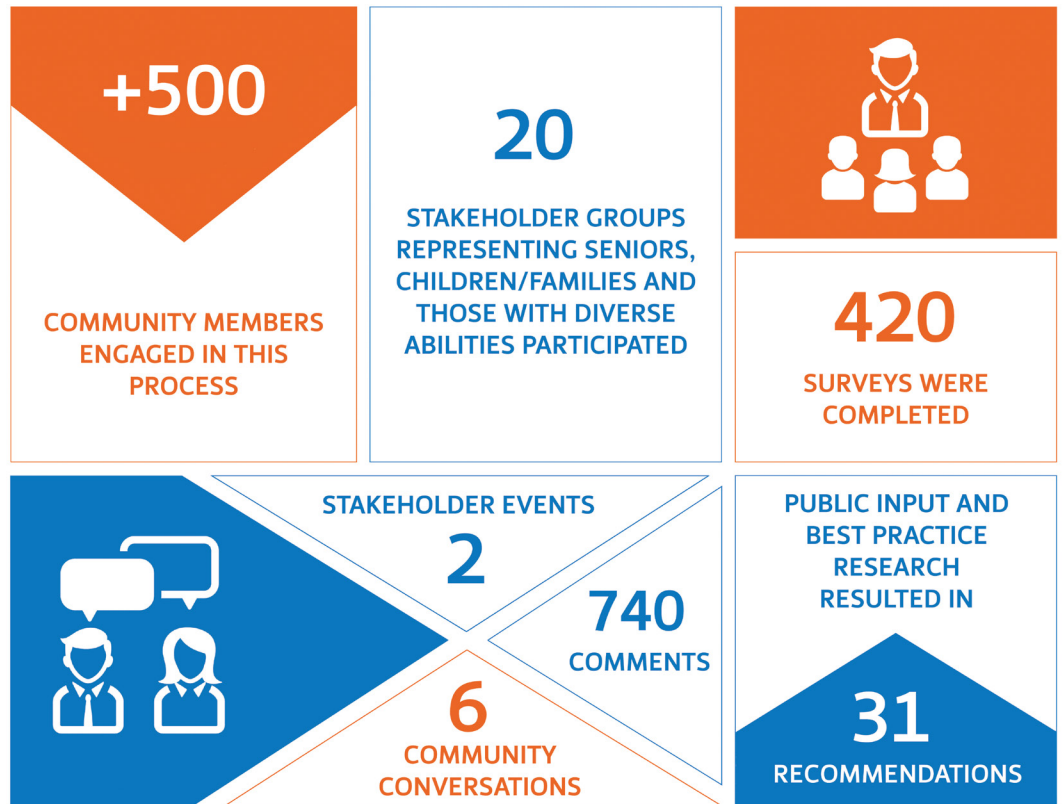 +500
COMMUNITY MEMBERS
ENGAGED IN THIS
PROCESS
20
STAKEHOLDER GROUPS
REPRESENTING SENIORS,
CHILDREN/FAMILIES AND
THOSE WITH DIVERSE
ABILITIES PARTICIPATED
420
SURVEYS WERE
COMPLETED
STAKEHOLDER EVENTS
2
740
COMMENTS
6
COMMUNITY
CONVERSATIONS
PUBLIC INPUT AND
BEST PRACTICE
RESEARCH
RESULTED IN
31
RECOMMENDATIONS